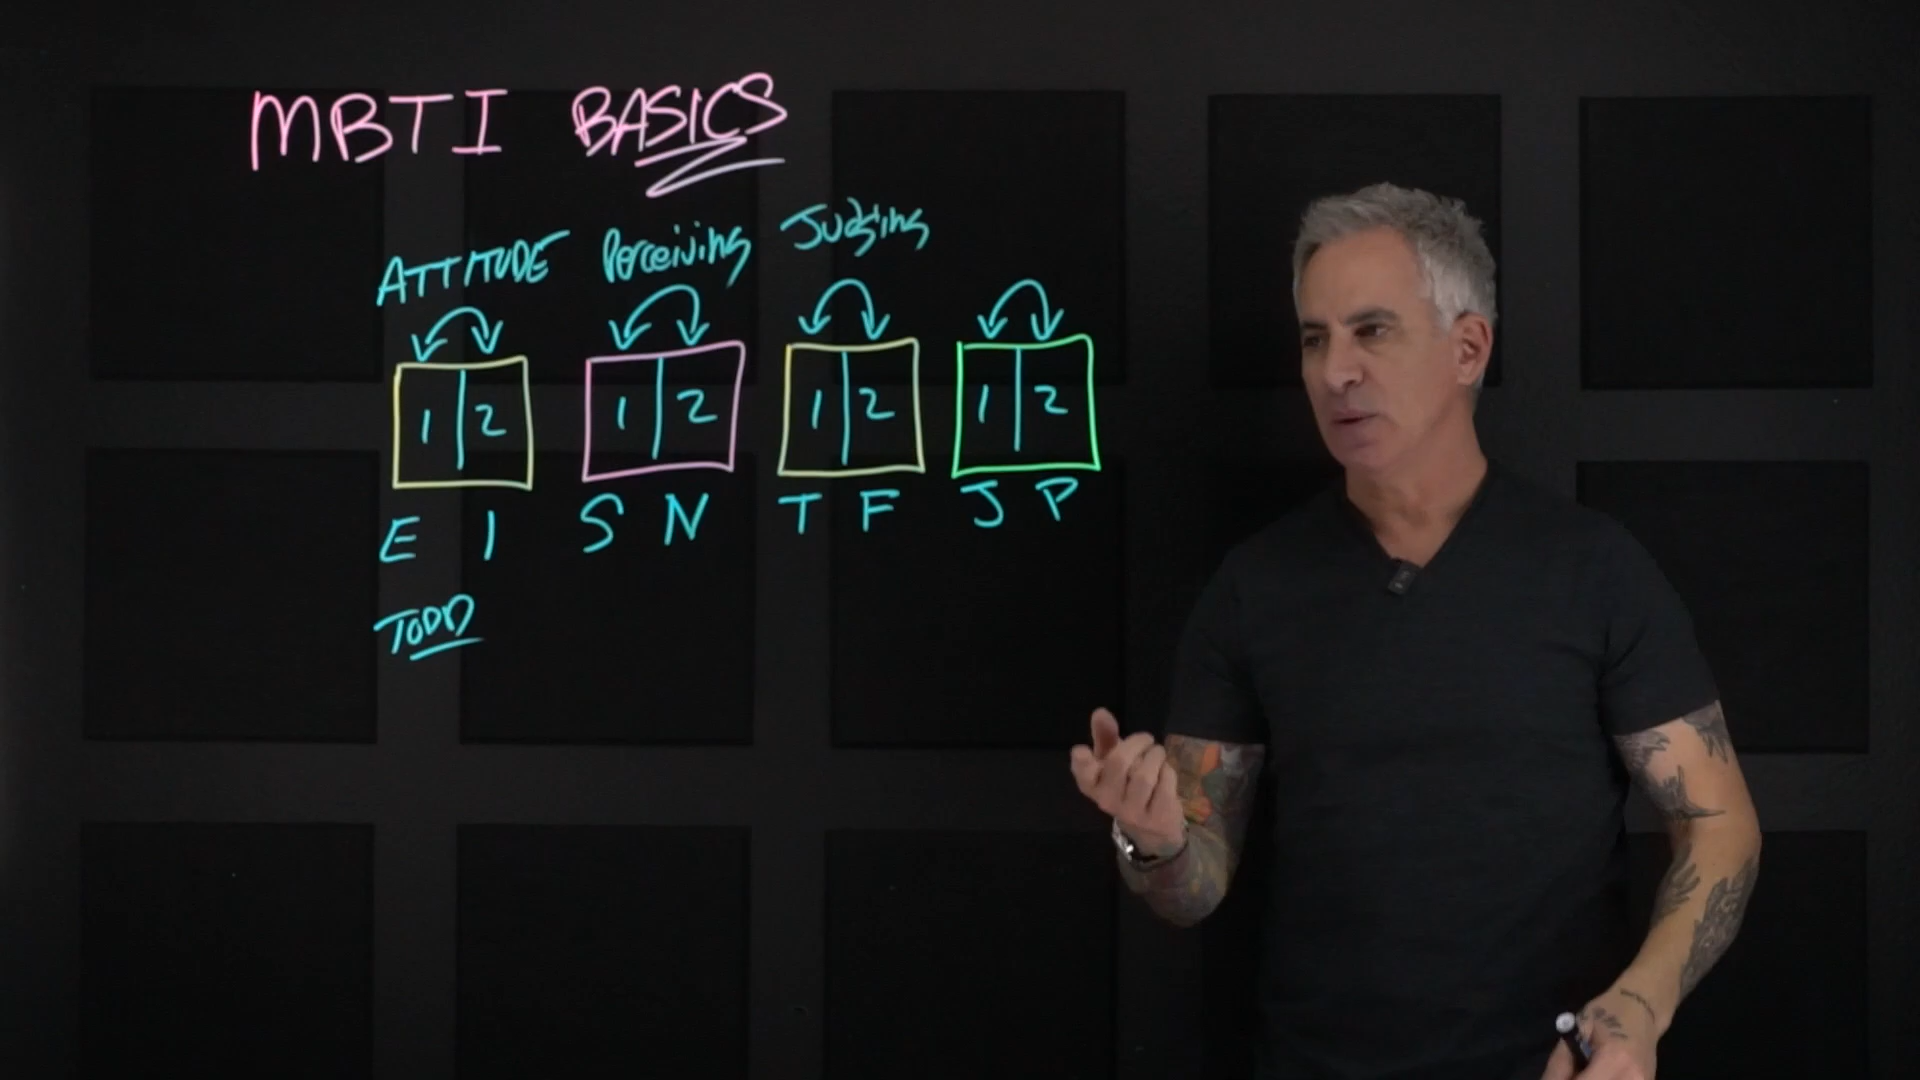 MBTI BASICS
ATTITUDE Perceiving Judging
1 2 1 2 1 2 1 2
E I S N T F J P
TODD